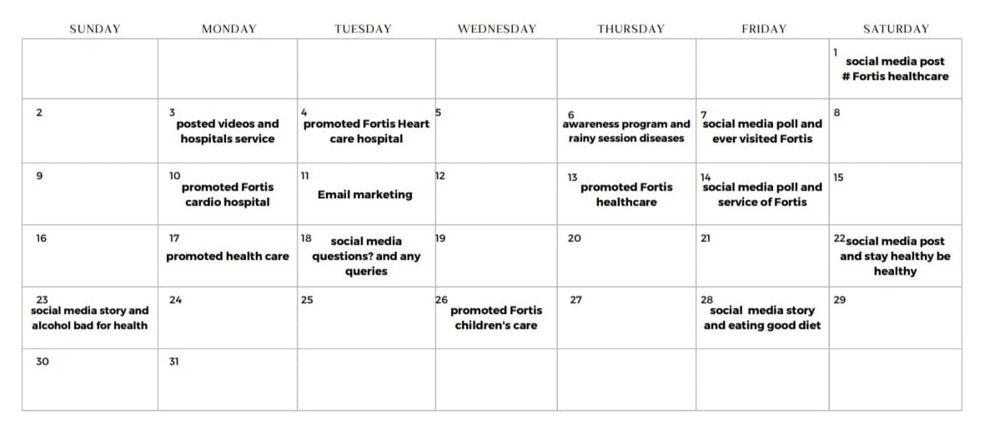 SUNDAY MONDAY TUESDAY WEDNESDAY THURSDAY FRIDAY SATURDAY
1
social media post
# Fortis healthcare
2
3
posted videos and
hospitals service
4
promoted Fortis Heart
care hospital
5
6
awareness program and
rainy session diseases
7
social media poll and
ever visited Fortis
8
9
10
promoted Fortis
cardio hospital
11
Email marketing
12
13
promoted Fortis
healthcare
14
social media poll and
service of Fortis
15
16
17
promoted health care
18 social media
questions? and any
queries
19
20
21
22 social media post
and stay healthy be
healthy
23
social media story and
alcohol bad for health
24
25
26
promoted Fortis
children's care
27
28
social media story
and eating good diet
29
30
31